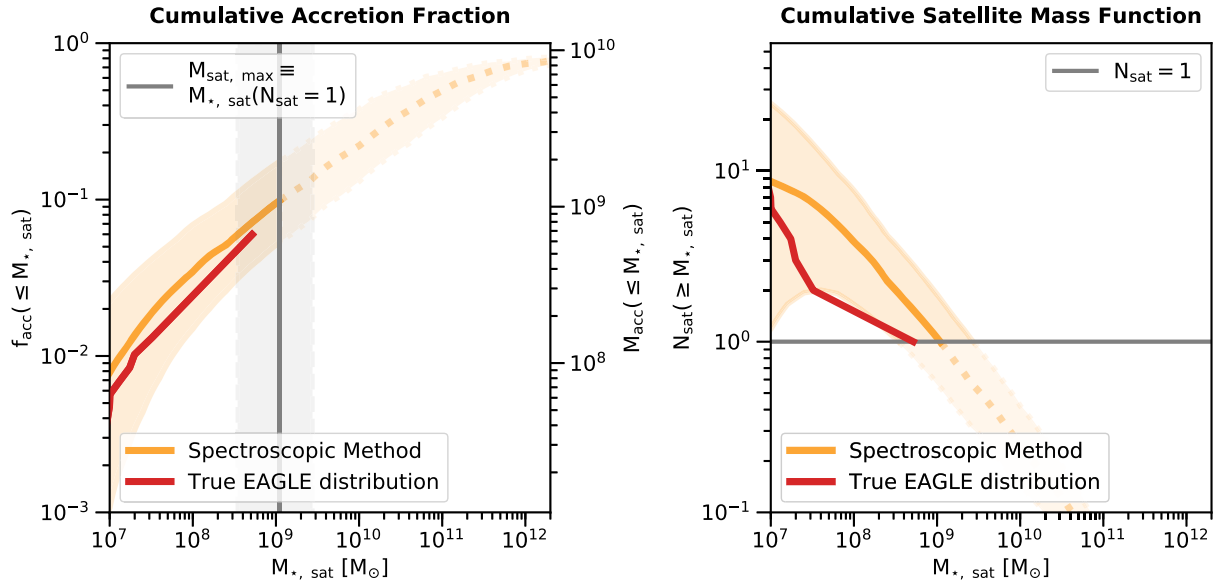 Cumulative Accretion Fraction
M_sat, max ≡
M_⋆, sat(N_sat = 1)
f_acc( ≤ M_⋆, sat)
10^0
10^-1
10^-2
10^-3
10^10
10^9
10^8
M_acc( ≤ M_⋆, sat)
Spectroscopic Method
True EAGLE distribution
10^7 10^8 10^9 10^10 10^11 10^12
M_⋆, sat [M_⊙]
Cumulative Satellite Mass Function
N_sat = 1
N_sat( ≥ M_⋆, sat)
10^1
10^0
10^-1
Spectroscopic Method
True EAGLE distribution
10^7 10^8 10^9 10^10 10^11 10^12
M_⋆, sat [M_⊙]